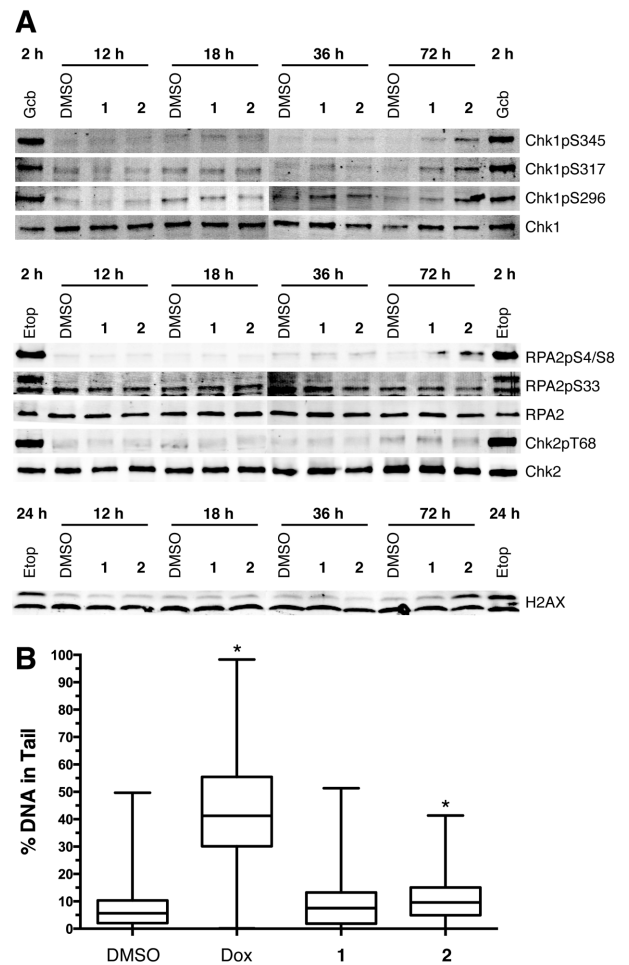 A
2 h 12 h 18 h 36 h 72 h 2 h
Gcb DMSO 1 2 DMSO 1 2 DMSO 1 2 DMSO 1 2 Gcb
Chk1pS345
Chk1pS317
Chk1pS296
Chk1
2 h 12 h 18 h 36 h 72 h 2 h
Etop DMSO 1 2 DMSO 1 2 DMSO 1 2 DMSO 1 2 Etop
RPA2pS4/S8
RPA2pS33
RPA2
Chk2pT68
Chk2
24 h 12 h 18 h 36 h 72 h 24 h
Etop DMSO 1 2 DMSO 1 2 DMSO 1 2 DMSO 1 2 Etop
H2AX
B
% DNA in Tail
100
90
80
70
60
50
40
30
20
10
0
*
*
DMSO Dox 1 2